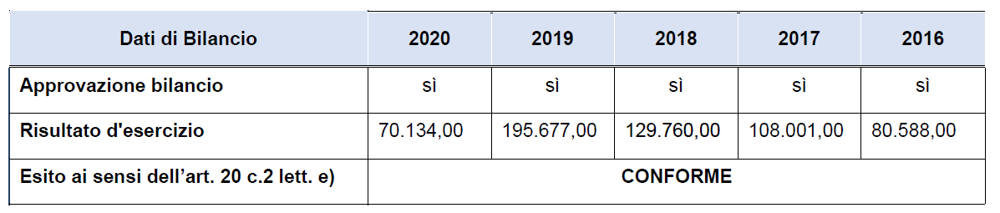 Dati di Bilancio 2020 2019 2018 2017 2016
Approvazione bilancio sì sì sì sì sì
Risultato d'esercizio 70.134,00 195.677,00 129.760,00 108.001,00 80.588,00
Esito ai sensi dell’art. 20 c.2 lett. e) CONFORME